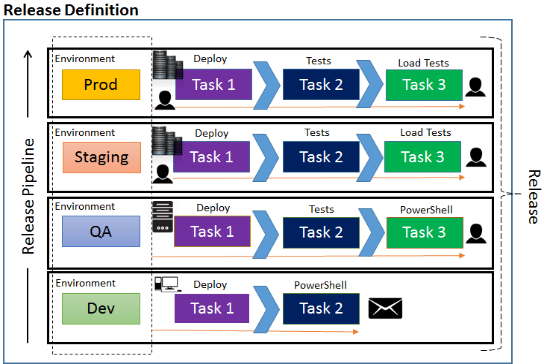 Release Definition
Release Pipeline
Release
Environment
Prod
Deploy
Task 1
Tests
Task 2
Load Tests
Task 3
Environment
Staging
Deploy
Task 1
Tests
Task 2
Load Tests
Task 3
Environment
QA
Deploy
Task 1
Tests
Task 2
PowerShell
Task 3
Environment
Dev
Deploy
Task 1
PowerShell
Task 2